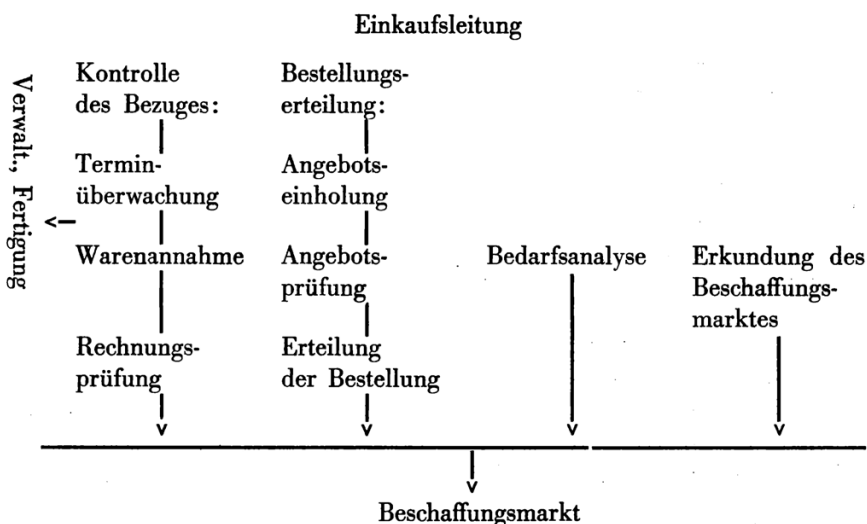 Einkaufsleitung
Verwalt., Fertigung
Kontrolle
des Bezuges:
Termin-
überwachung
Warenannahme
Rechnungs-
prüfung
Bestellungs-
erteilung:
Angebots-
einholung
Angebots-
prüfung
Erteilung
der Bestellung
Bedarfsanalyse
Erkundung des
Beschaffungs-
marktes
Beschaffungsmarkt